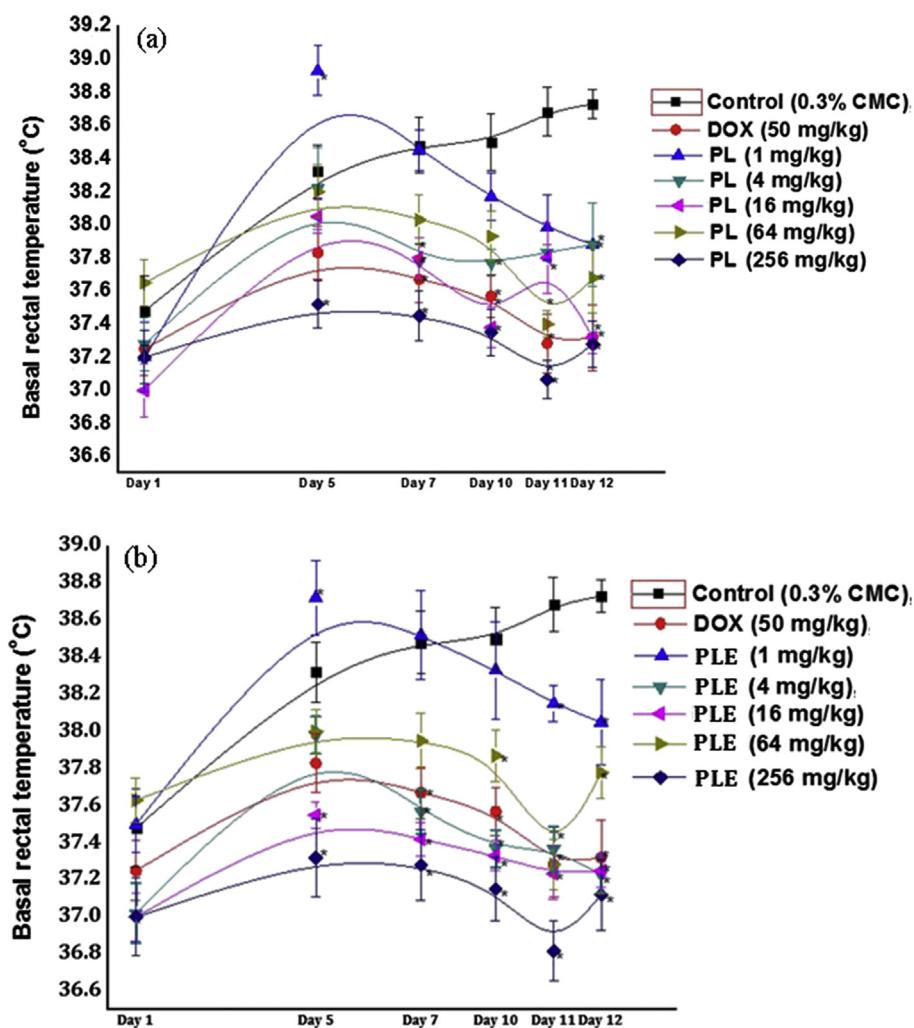 (a)
39.2
39.0
38.8
38.6
38.4
38.2
38.0
37.8
37.6
37.4
37.2
37.0
36.8
36.6
Basal rectal temperature (°C)
Day 1 Day 5 Day 7 Day 10 Day 11 Day 12
Control (0.3% CMC)
DOX (50 mg/kg)
PL (1 mg/kg)
PL (4 mg/kg)
PL (16 mg/kg)
PL (64 mg/kg)
PL (256 mg/kg)
(b)
39.0
38.8
38.6
38.4
38.2
38.0
37.8
37.6
37.4
37.2
37.0
36.8
36.6
Basal rectal temperature (°C)
Day 1 Day 5 Day 7 Day 10 Day 11 Day 12
Control (0.3% CMC)
DOX (50 mg/kg)
PLE (1 mg/kg)
PLE (4 mg/kg)
PLE (16 mg/kg)
PLE (64 mg/kg)
PLE (256 mg/kg)